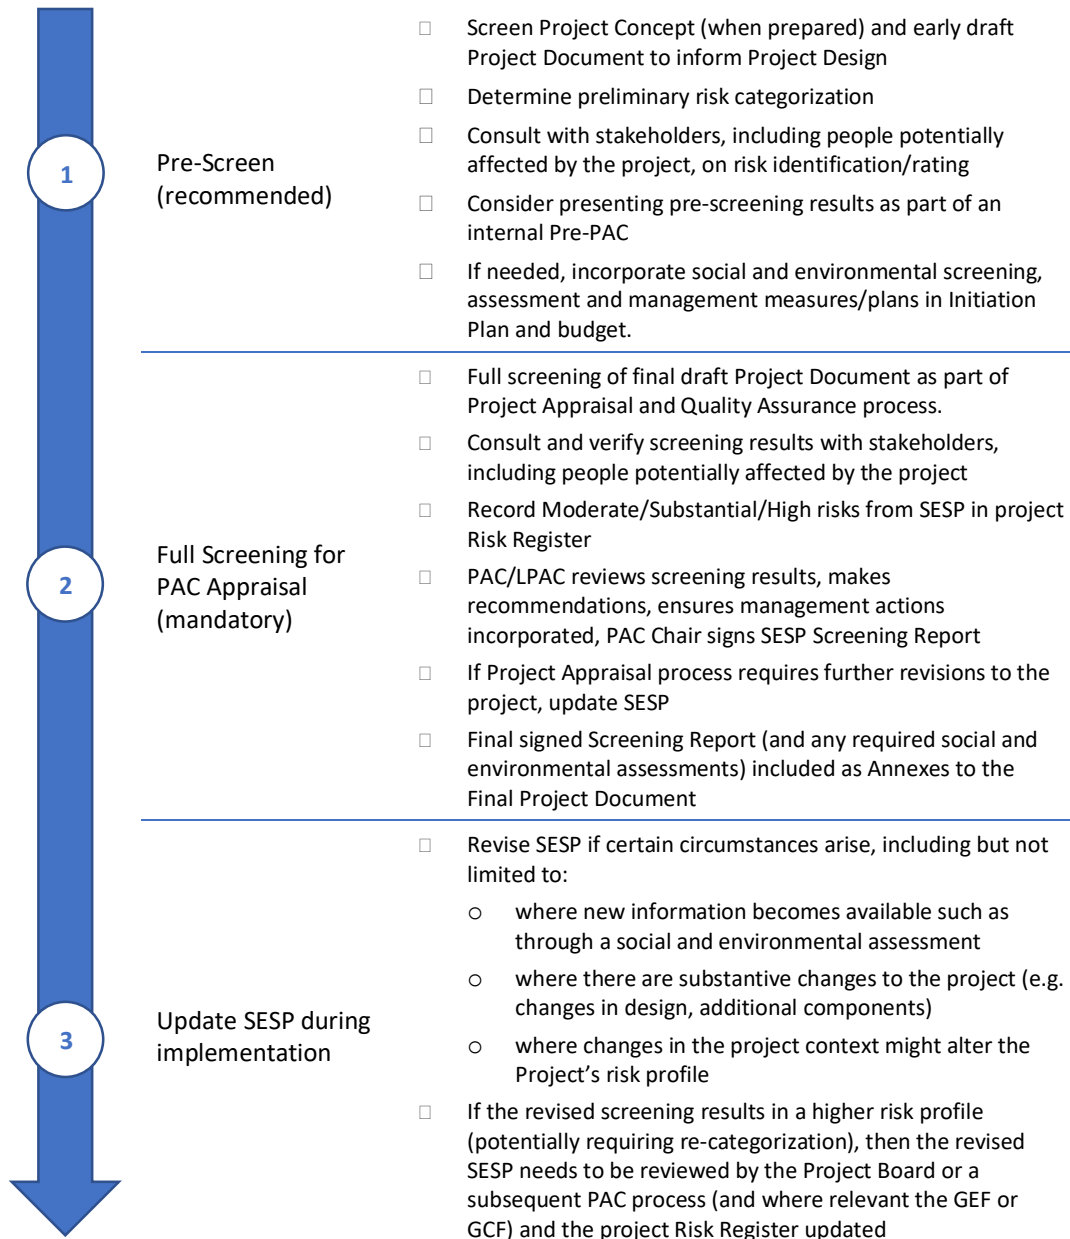 □ Screen Project Concept (when prepared) and early draft
Project Document to inform Project Design
□ Determine preliminary risk categorization
□ Consult with stakeholders, including people potentially
affected by the project, on risk identification/rating
□ Consider presenting pre-screening results as part of an
internal Pre-PAC
□ If needed, incorporate social and environmental screening,
assessment and management measures/plans in Initiation
Plan and budget.
1
Pre-Screen
(recommended)
□ Full screening of final draft Project Document as part of
Project Appraisal and Quality Assurance process.
□ Consult and verify screening results with stakeholders,
including people potentially affected by the project
□ Record Moderate/Substantial/High risks from SESP in project
Risk Register
□ PAC/LPAC reviews screening results, makes
recommendations, ensures management actions
incorporated, PAC Chair signs SESP Screening Report
□ If Project Appraisal process requires further revisions to the
project, update SESP
□ Final signed Screening Report (and any required social and
environmental assessments) included as Annexes to the
Final Project Document
2
Full Screening for
PAC Appraisal
(mandatory)
□ Revise SESP if certain circumstances arise, including but not
limited to:
o where new information becomes available such as
through a social and environmental assessment
o where there are substantive changes to the project (e.g.
changes in design, additional components)
o where changes in the project context might alter the
Project’s risk profile
□ If the revised screening results in a higher risk profile
(potentially requiring re-categorization), then the revised
SESP needs to be reviewed by the Project Board or a
subsequent PAC process (and where relevant the GEF or
GCF) and the project Risk Register updated
3
Update SESP during
implementation